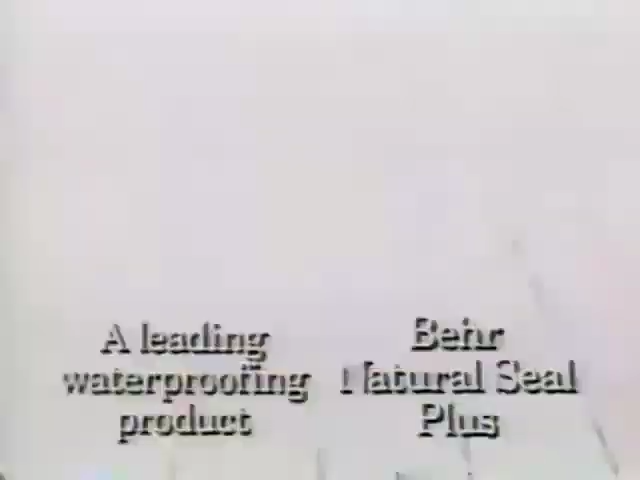 A leading
waterproofing
product
Behr
Natural Seal
Plus